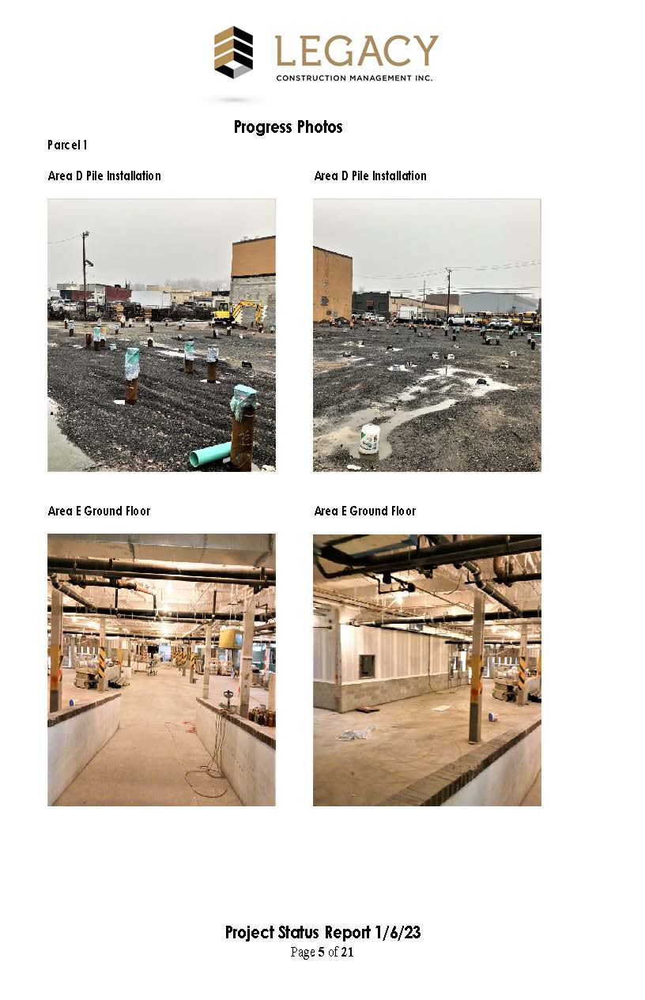 LEGACY
CONSTRUCTION MANAGEMENT INC.
Progress Photos
Parcel 1
Area D Pile Installation
Area D Pile Installation
Area E Ground Floor
Area E Ground Floor
Project Status Report 1/6/23
Page 5 of 21